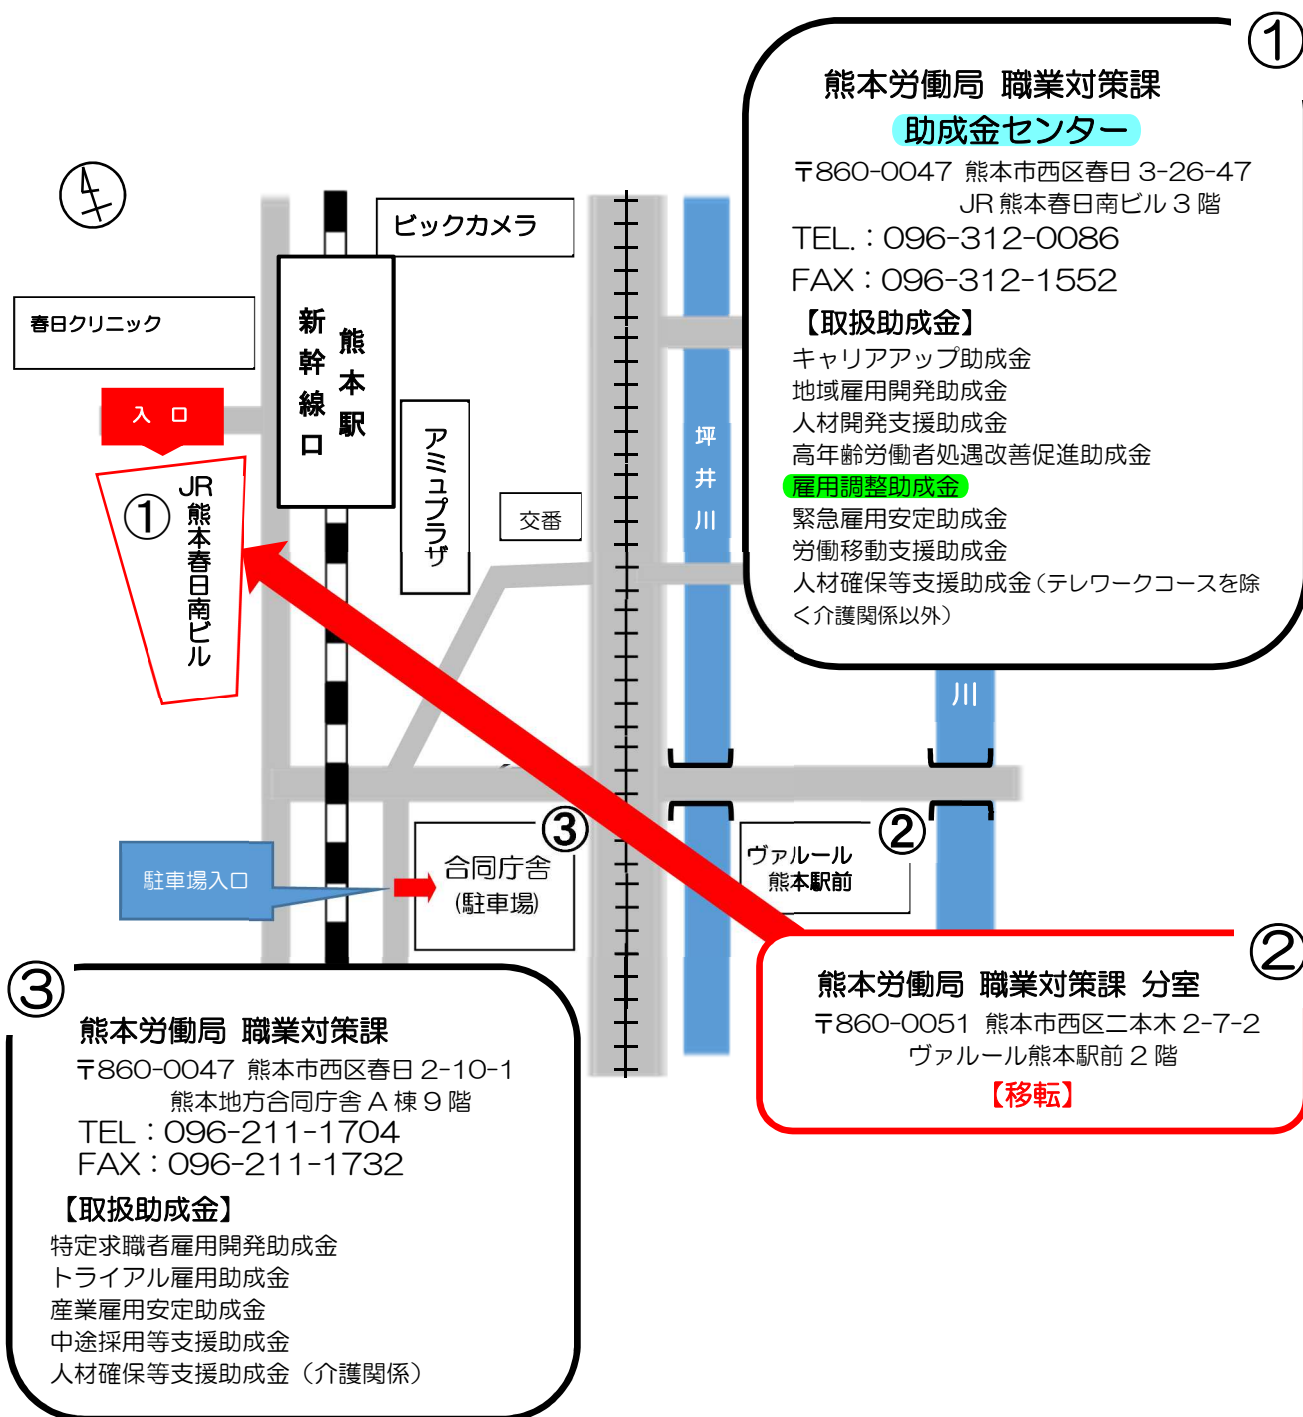 ①
熊本労働局 職業対策課
助成金センター
〒860-0047 熊本市西区春日 3-26-47
JR 熊本春日南ビル 3 階
TEL.：096-312-0086
FAX：096-312-1552
【取扱助成金】
キャリアアップ助成金
地域雇用開発助成金
人材開発支援助成金
高年齢労働者処遇改善促進助成金
雇用調整助成金
緊急雇用安定助成金
労働移動支援助成金
人材確保等支援助成金（テレワークコースを除
く介護関係以外）
ビックカメラ
春日クリニック
熊本駅
新幹線口
入 口
アミュプラザ
坪井川
交番
①
JR熊本春日南ビル
川
③
合同庁舎
(駐車場)
駐車場入口
②
ヴァルール
熊本駅前
②
熊本労働局 職業対策課 分室
〒860-0051 熊本市西区二本木 2-7-2
ヴァルール熊本駅前 2 階
【移転】
③
熊本労働局 職業対策課
〒860-0047 熊本市西区春日 2-10-1
熊本地方合同庁舎 A 棟 9 階
TEL：096-211-1704
FAX：096-211-1732
【取扱助成金】
特定求職者雇用開発助成金
トライアル雇用助成金
産業雇用安定助成金
中途採用等支援助成金
人材確保等支援助成金（介護関係）